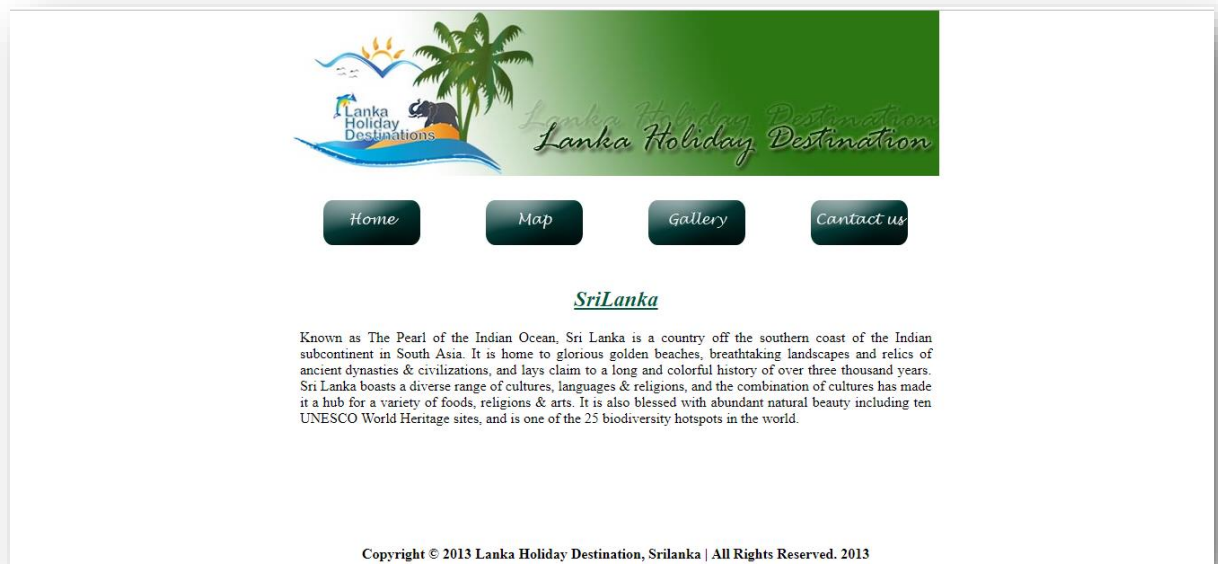 Lanka
Holiday
Destinations
Lanka Holiday Destination
Lanka Holiday Destination
Home
Map
Gallery
Cantact us
SriLanka
Known as The Pearl of the Indian Ocean, Sri Lanka is a country off the southern coast of the Indian
subcontinent in South Asia. It is home to glorious golden beaches, breathtaking landscapes and relics of
ancient dynasties & civilizations, and lays claim to a long and colorful history of over three thousand years.
Sri Lanka boasts a diverse range of cultures, languages & religions, and the combination of cultures has made
it a hub for a variety of foods, religions & arts. It is also blessed with abundant natural beauty including ten
UNESCO World Heritage sites, and is one of the 25 biodiversity hotspots in the world.
Copyright © 2013 Lanka Holiday Destination, Srilanka | All Rights Reserved. 2013